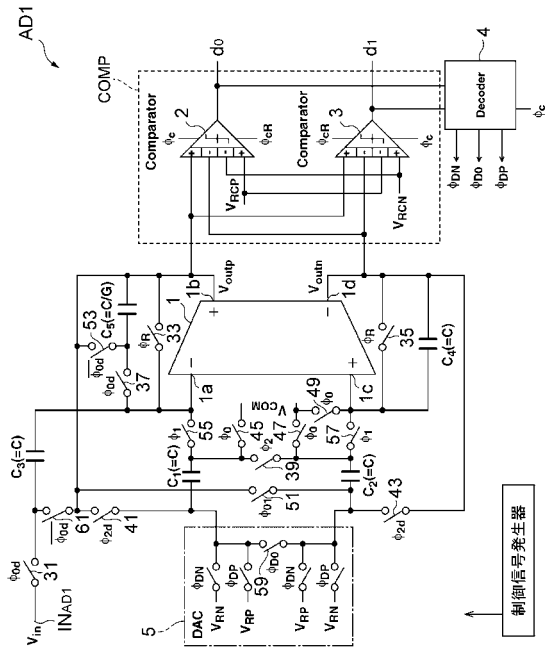 AD1
COMP
Comparator
Comparator
2
3
φc
φcR
φcR
φc
d0
d1
4
Decoder
φc
φDN
φD0
φDP
VRCP
VRCN
Voutp
Voutn
1
1a
1b
1c
1d
53
φ0d
C5(=C/G)
φ0d
37
φR
33
φR
35
C4(=C)
C3(=C)
φ1
55
φ0
45
VCOM
φ2
39
φ0
47
49
φ0
φ1
57
C1(=C)
C2(=C)
φ0d
61
φ2d
41
φ01
51
φ2d
43
φ0d
31
Vin
INAD1
5
DAC
φDN
φDP
φD0
59
φDN
φDP
VRN
VRP
VRP
VRN
制御信号発生器